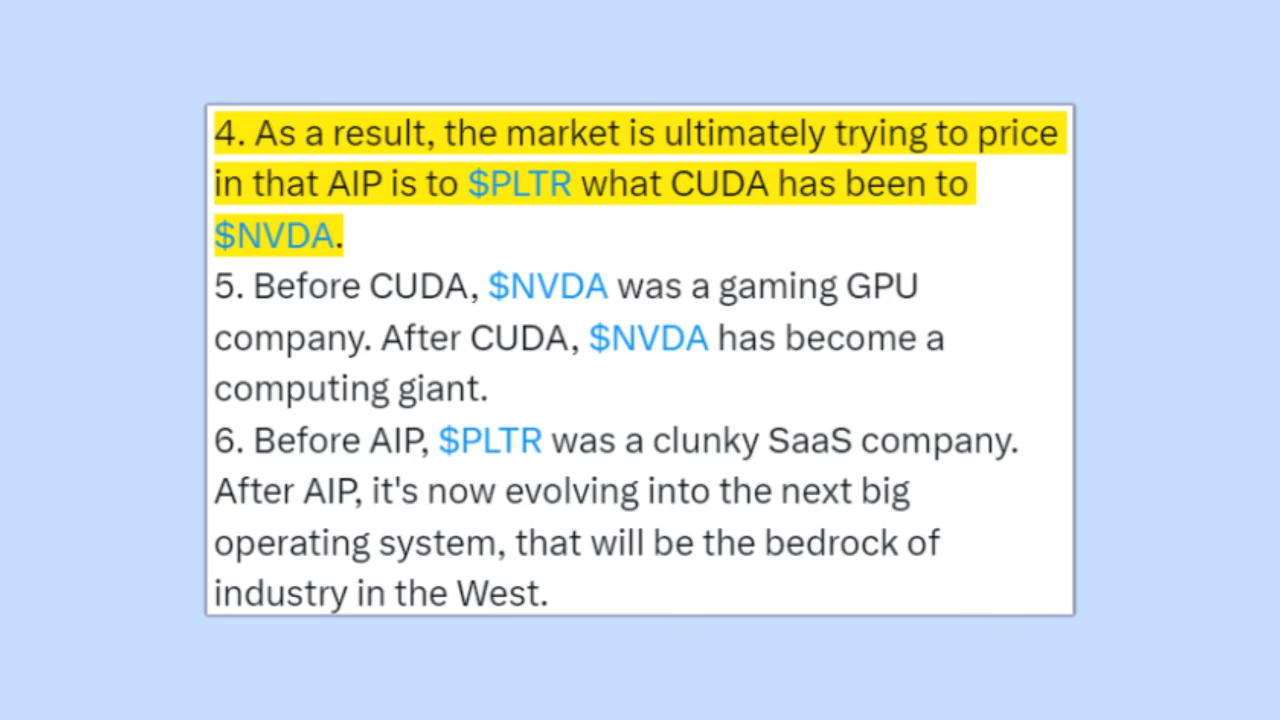 4. As a result, the market is ultimately trying to price
in that AIP is to $PLTR what CUDA has been to
$NVDA.
5. Before CUDA, $NVDA was a gaming GPU
company. After CUDA, $NVDA has become a
computing giant.
6. Before AIP, $PLTR was a clunky SaaS company.
After AIP, it's now evolving into the next big
operating system, that will be the bedrock of
industry in the West.